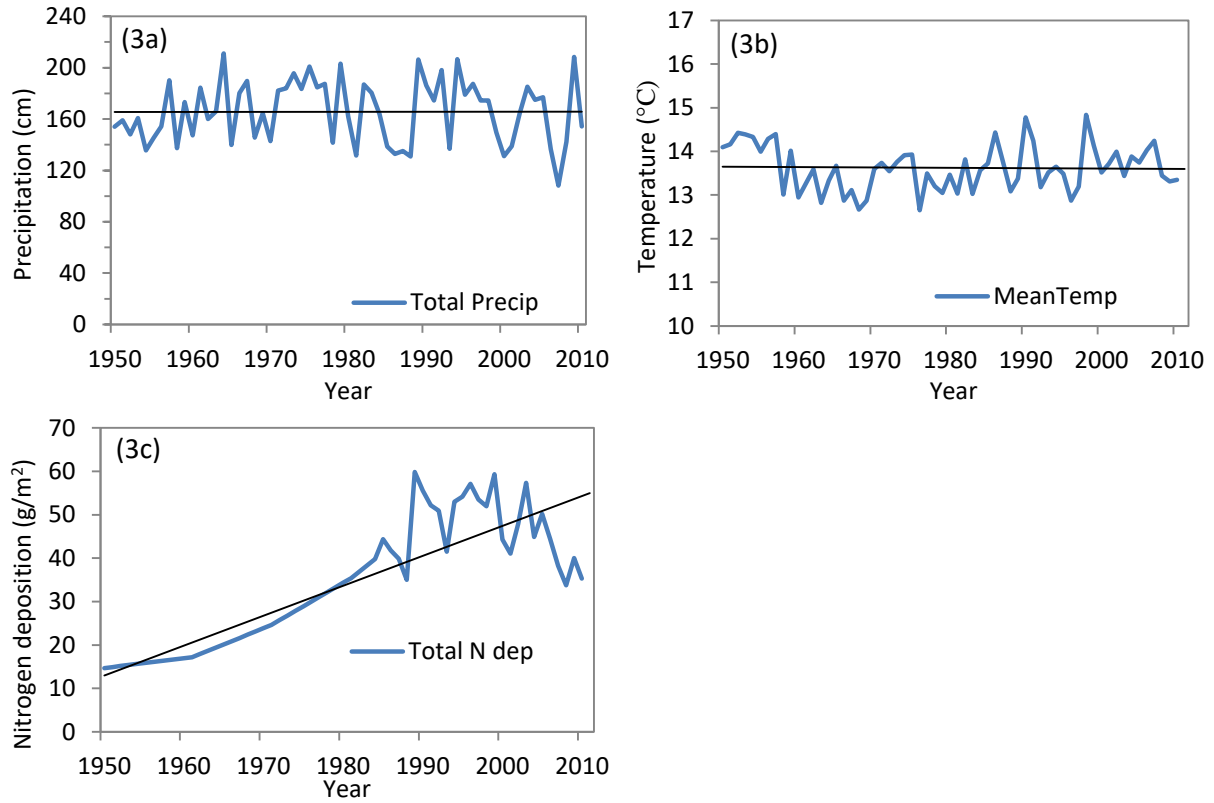 (3a)
Precipitation (cm)
240
200
160
120
80
40
0
Total Precip
1950 1960 1970 1980 1990 2000 2010
Year
(3b)
Temperature (°C)
17
16
15
14
13
12
11
10
MeanTemp
1950 1960 1970 1980 1990 2000 2010
Year
(3c)
Nitrogen deposition (g/m²)
70
60
50
40
30
20
10
0
Total N dep
1950 1960 1970 1980 1990 2000 2010
Year